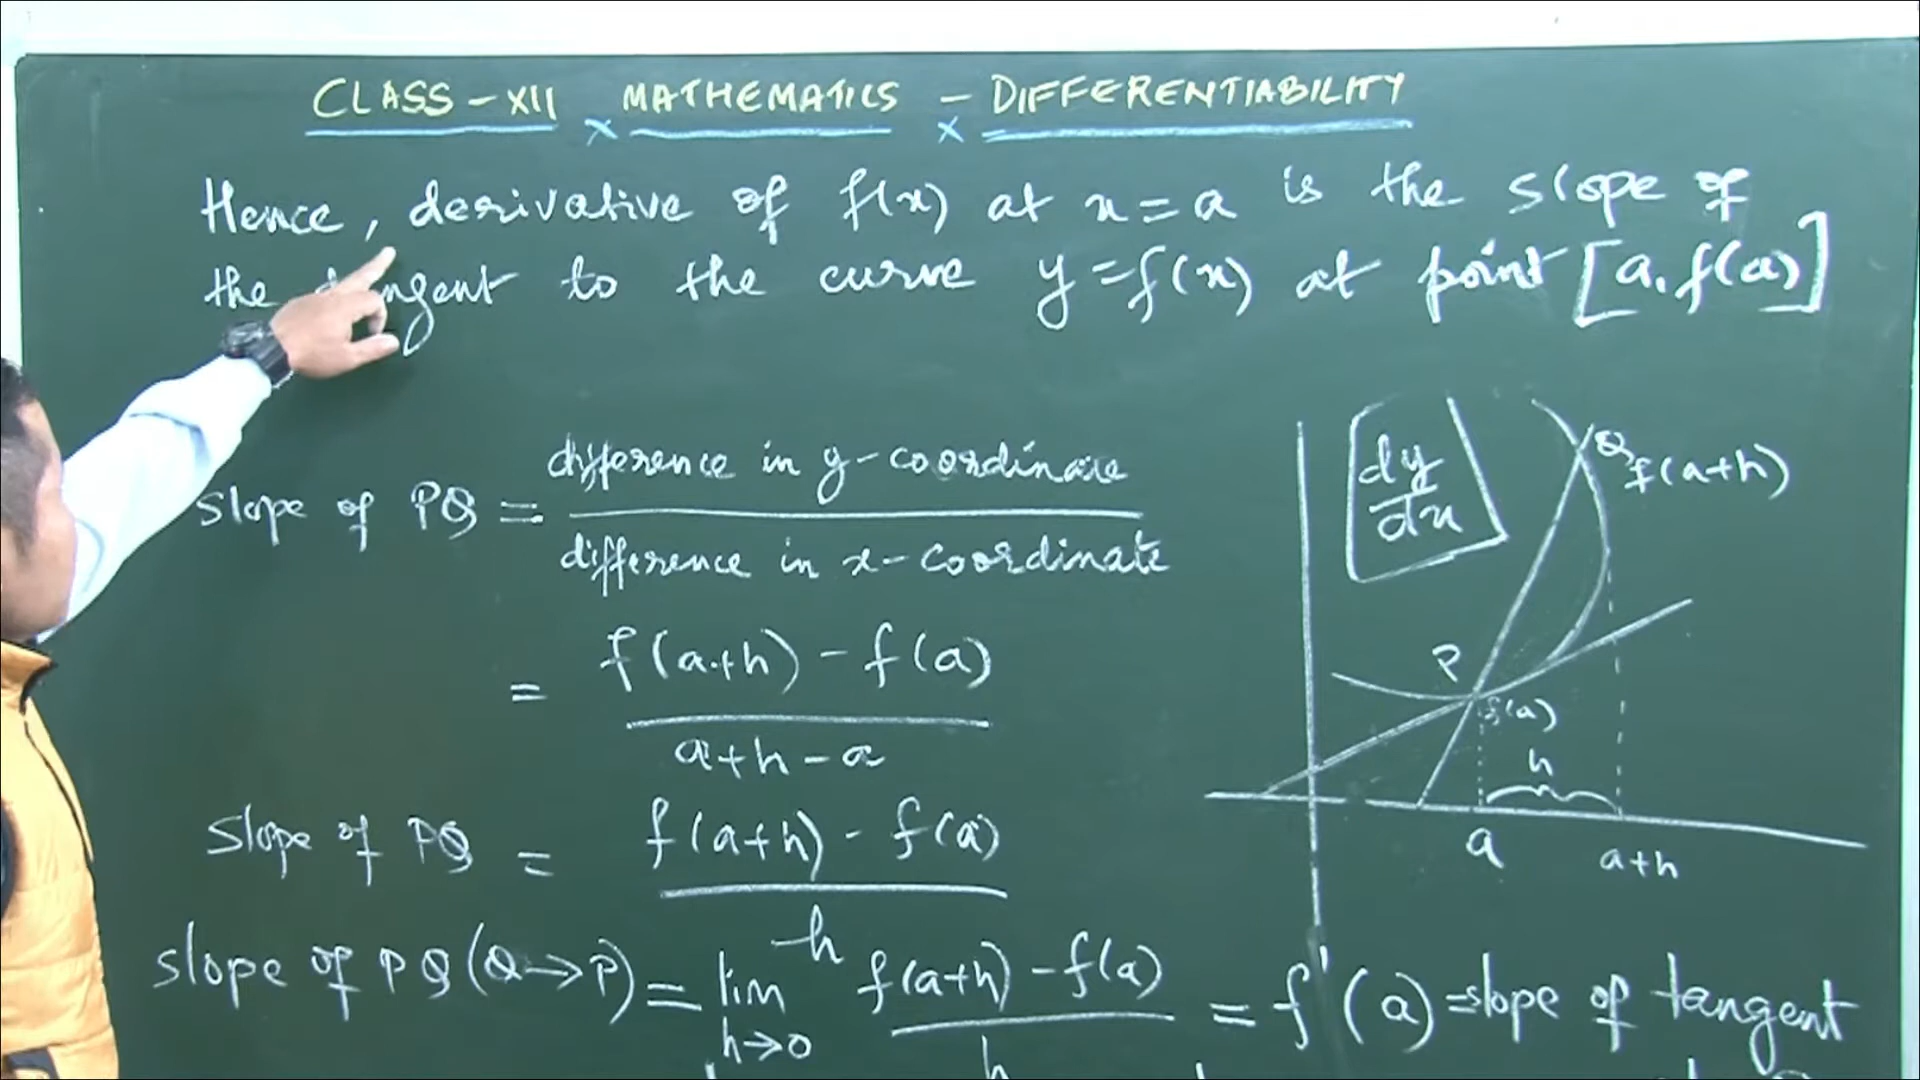 CLASS - XII × MATHEMATICS - × DIFFERENTIABILITY
Hence, derivative of f(x) at x = a is the slope of
the tangent to the curve y = f(x) at point [a, f(a)]
Slope of PQ = difference in y-coordinate / difference in x-coordinate
= f(a+h) - f(a) / a+h-a
Slope of PQ = f(a+h) - f(a) / h
slope of PQ (Q→P) = lim h→0 f(a+h) - f(a) / h = f'(a) = slope of tangent
dy/dx
Q
f(a+h)
P
f(a)
h
a
a+h